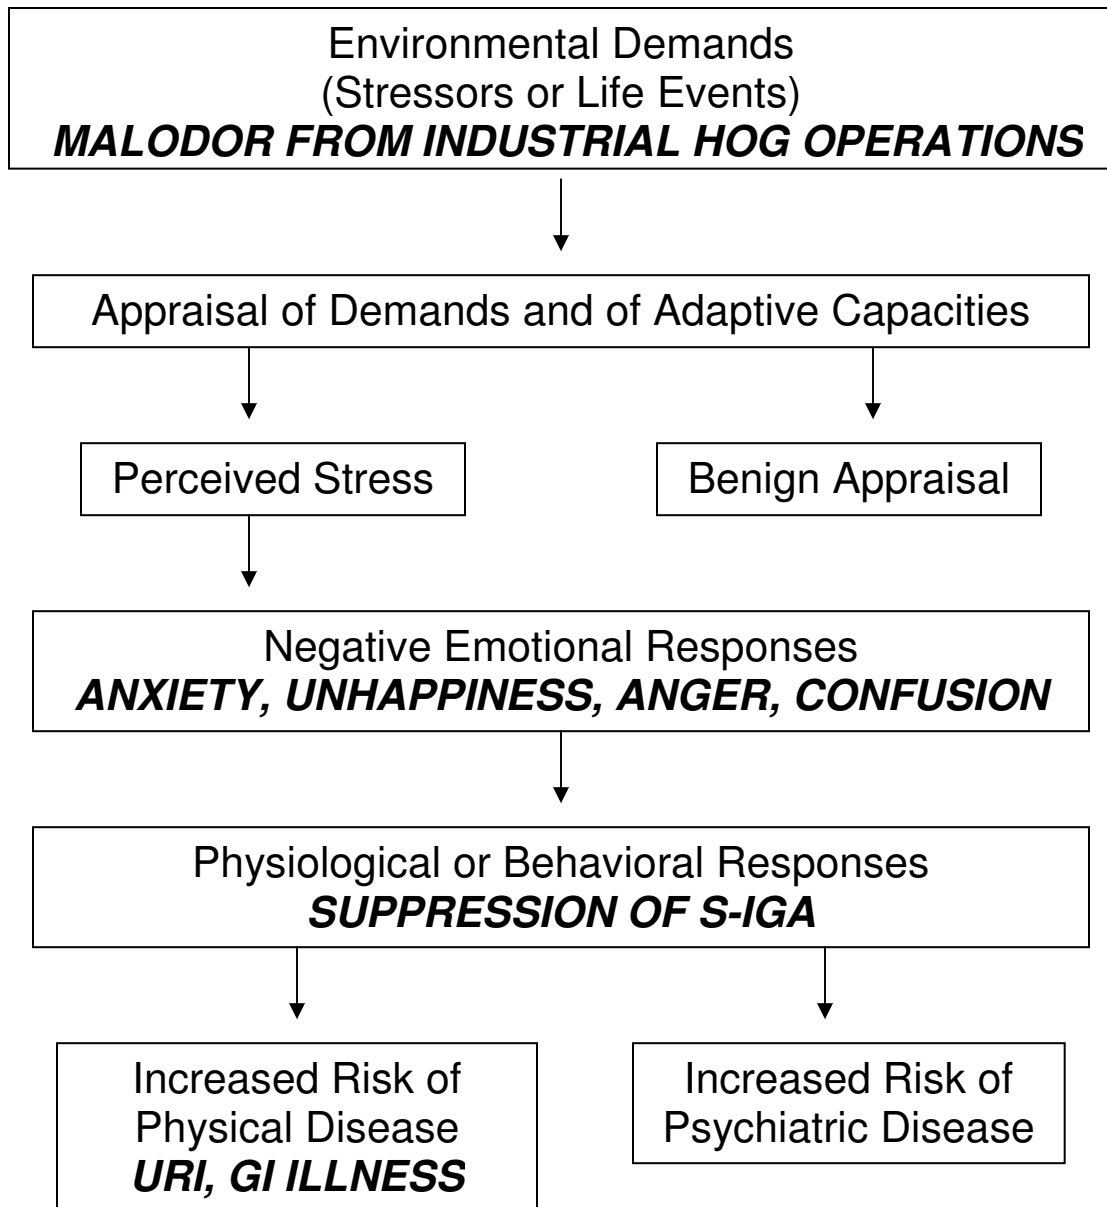 Environmental Demands
(Stressors or Life Events)
MALODOR FROM INDUSTRIAL HOG OPERATIONS
Appraisal of Demands and of Adaptive Capacities
Perceived Stress
Benign Appraisal
Negative Emotional Responses
ANXIETY, UNHAPPINESS, ANGER, CONFUSION
Physiological or Behavioral Responses
SUPPRESSION OF S-IGA
Increased Risk of
Physical Disease
URI, GI ILLNESS
Increased Risk of
Psychiatric Disease